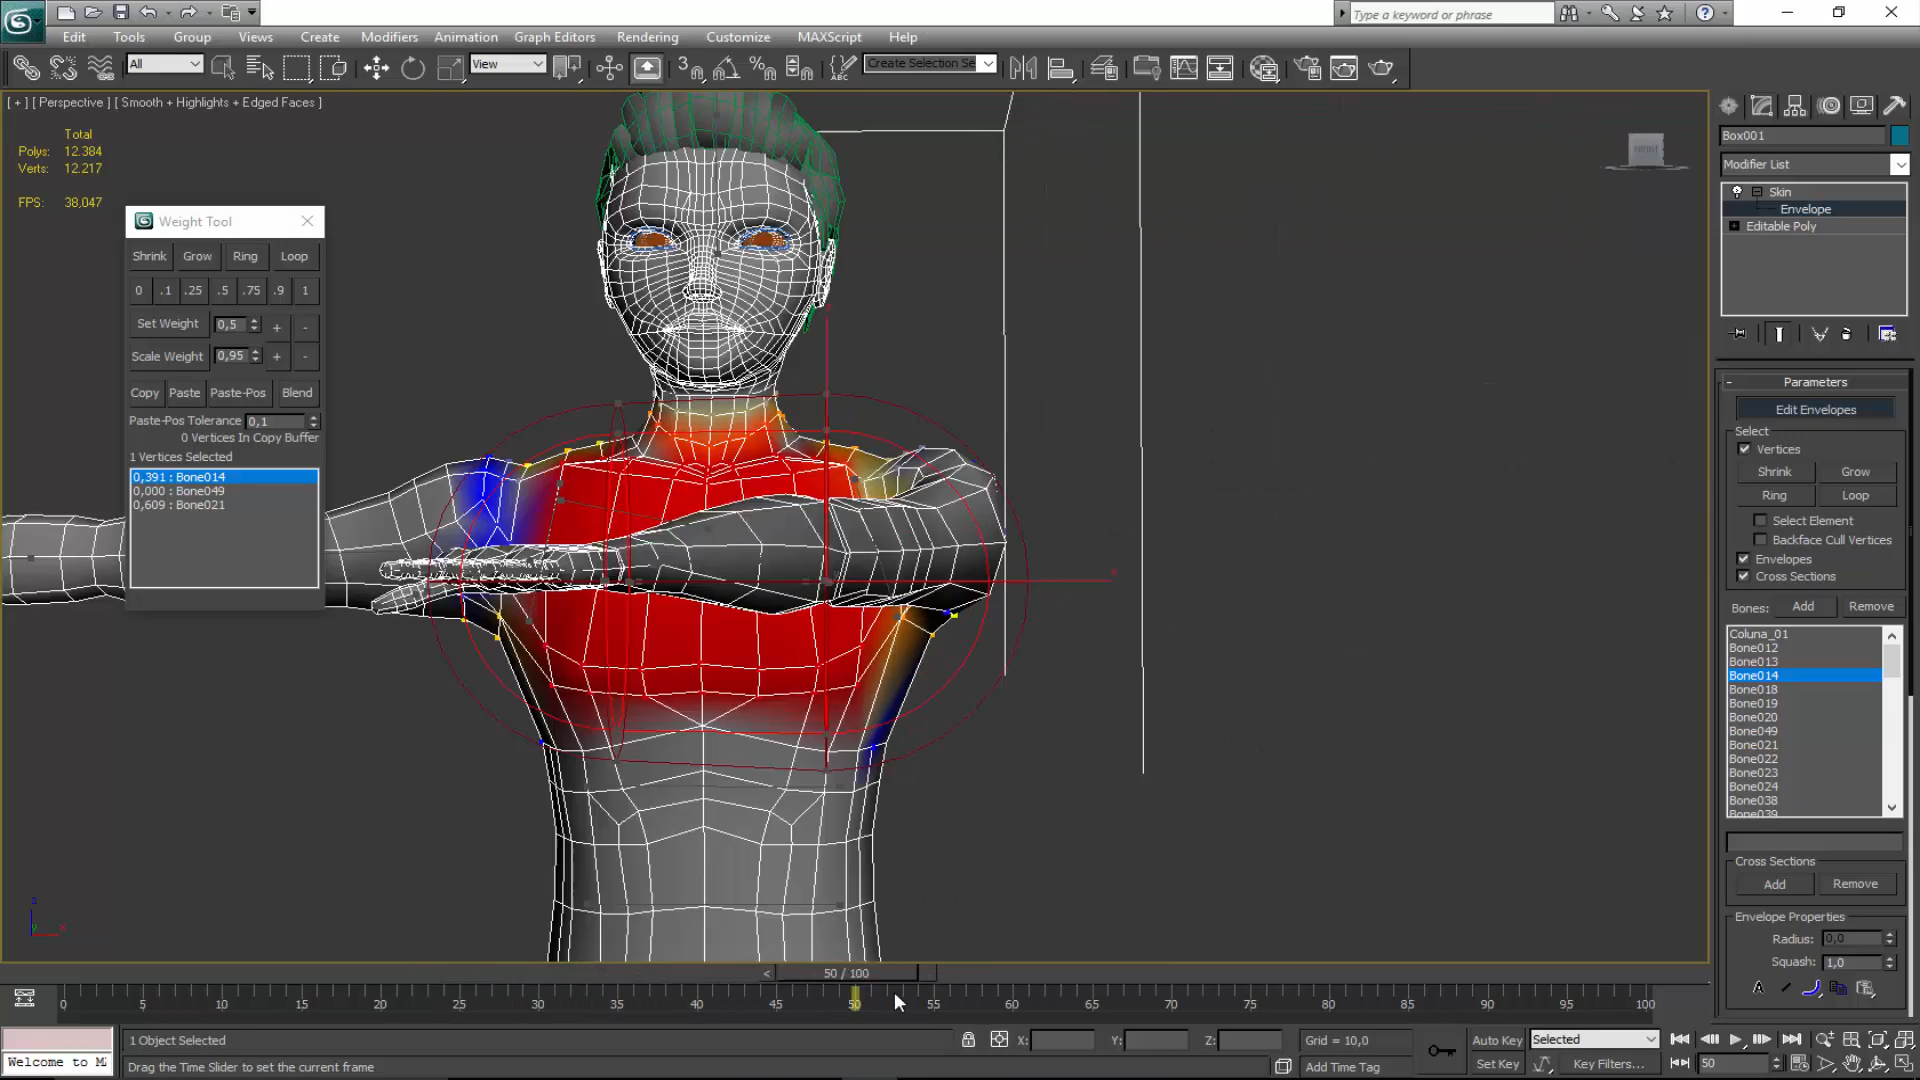 Type a keyword or phrase
Edit Tools Group Views Create Modifiers Animation Graph Editors Rendering Customize MAXScript Help
All View Create Selection Se
[ + ] [ Perspective ] [ Smooth + Highlights + Edged Faces ]
Total
Polys: 12.384
Verts: 12.217
FPS: 38,047
Weight Tool
Shrink Grow Ring Loop
0 .1 .25 .5 .75 .9 1
Set Weight 0,5 + -
Scale Weight 0,95 + -
Copy Paste Paste-Pos Blend
Paste-Pos Tolerance 0,1
0 Vertices In Copy Buffer
1 Vertices Selected
0,391 : Bone014
0,000 : Bone049
0,609 : Bone021
Box001
Modifier List
Skin
Envelope
Editable Poly
Parameters
Edit Envelopes
Select
Vertices
Shrink Grow
Ring Loop
Select Element
Backface Cull Vertices
Envelopes
Cross Sections
Bones: Add Remove
Coluna_01
Bone012
Bone013
Bone014
Bone018
Bone019
Bone020
Bone049
Bone021
Bone022
Bone023
Bone024
Bone038
Bone039
Cross Sections
Add Remove
Envelope Properties
Radius: 0,0
Squash: 1,0
< 50 / 100
0 5 10 15 20 25 30 35 40 45 50 55 60 65 70 75 80 85 90 95 100
1 Object Selected X: Y: Z: Grid = 10,0 Auto Key Selected
Welcome to M
Drag the Time Slider to set the current frame Add Time Tag Set Key Key Filters... 50